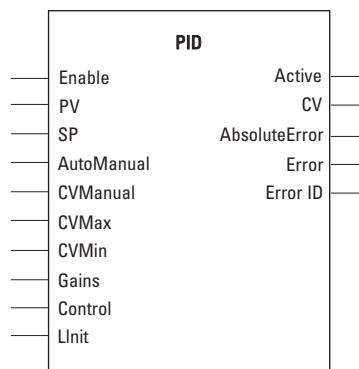 PID
Enable
PV
SP
AutoManual
CVManual
CVMax
CVMin
Gains
Control
LInit
Active
CV
AbsoluteError
Error
Error ID